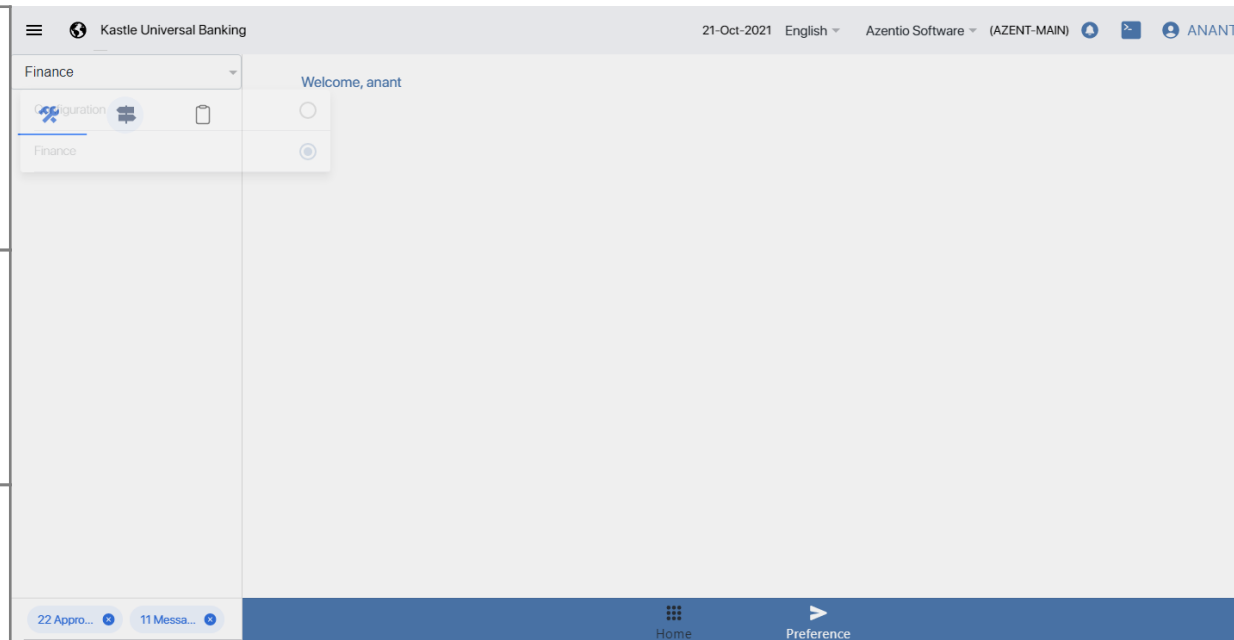 Kastle Universal Banking
21-Oct-2021 English Azentio Software (AZENT-MAIN) ANANT
Finance
Welcome, anant
Configuration
Finance
22 Appro... 11 Messa...
Home Preference